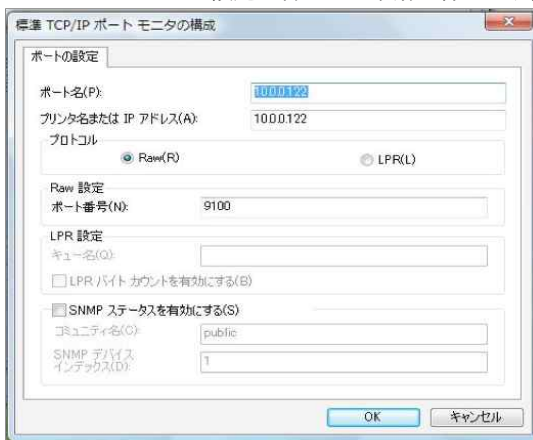 標準 TCP/IP ポート モニタの構成
ポートの設定
ポート名(P): 10.0.0.122
プリンタ名または IP アドレス(A): 10.0.0.122
プロトコル
Raw(R) LPR(L)
Raw 設定
ポート番号(N): 9100
LPR 設定
キュー名(Q):
LPR バイト カウントを有効にする(B)
SNMP ステータスを有効にする(S)
コミュニティ名(C): public
SNMP デバイス
インデックス(D): 1
OK キャンセル